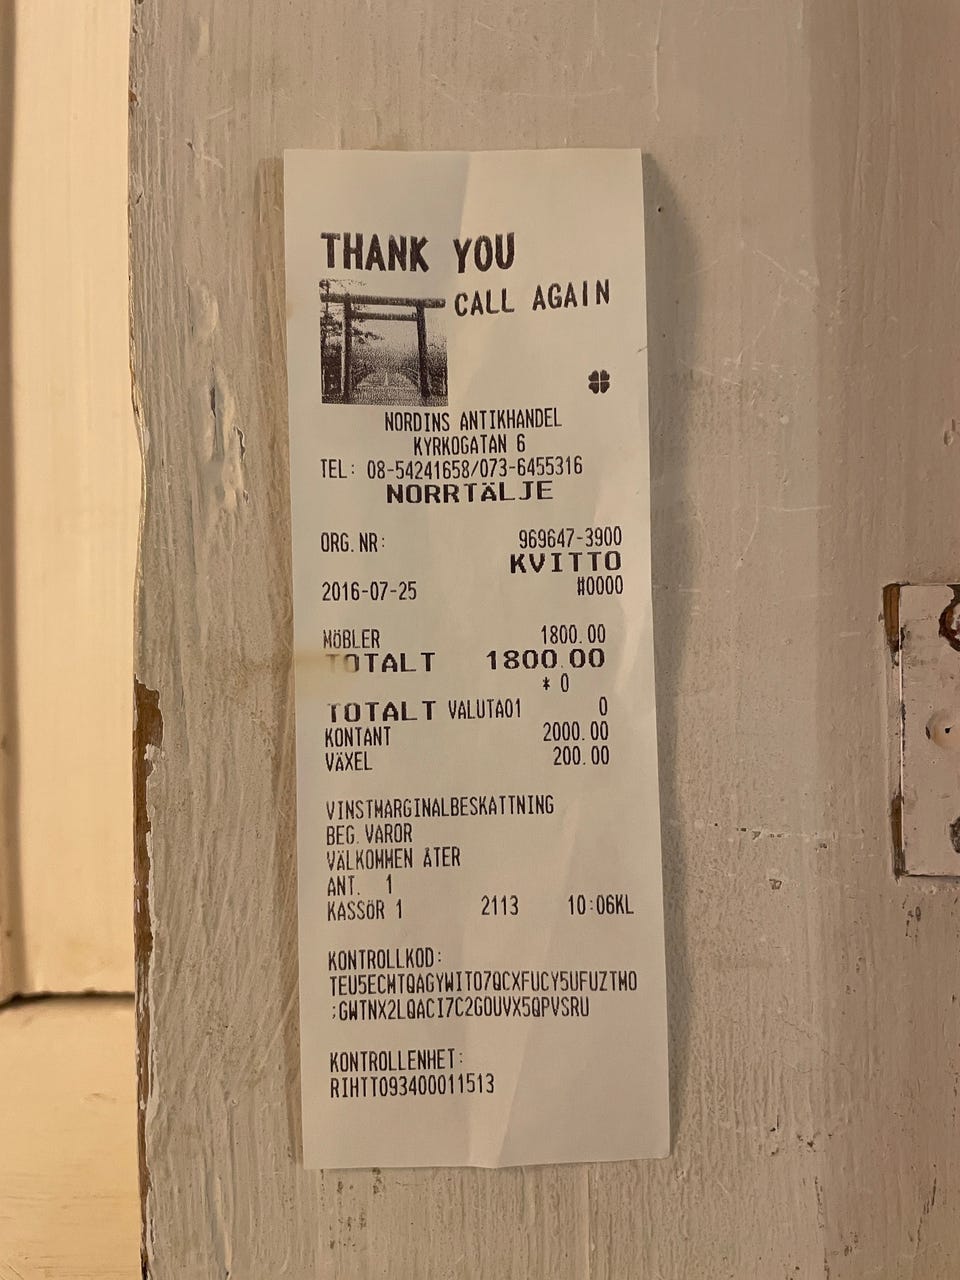 THANK YOU
CALL AGAIN
NORDINS ANTIKHANDEL
KYRKOGATAN 6
TEL: 08-54241658/073-6455316
NORRTÄLJE
ORG.NR: 969647-3900
KVITTO
2016-07-25 #0000
MÖBLER 1800.00
TOTALT 1800.00
* 0
TOTALT VALUTA01 0
KONTANT 2000.00
VÄXEL 200.00
VINSTMARGINALBESKATTNING
BEG.VAROR
VÄLKOMMEN ÅTER
ANT. 1
KASSÖR 1 2113 10:06KL
KONTROLLKOD:
TEU5ECMTQAGYWITO7QCXFUCY5UFUZTMO
;GWTNX2LQACI7C2GOUVX5QPVSRU
KONTROLLENHET:
RIHTT093400011513